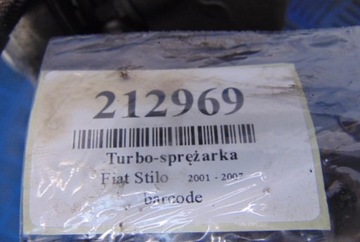 212969
Turbo-sprężarka
Fiat Stilo 2001 - 2007
barcode